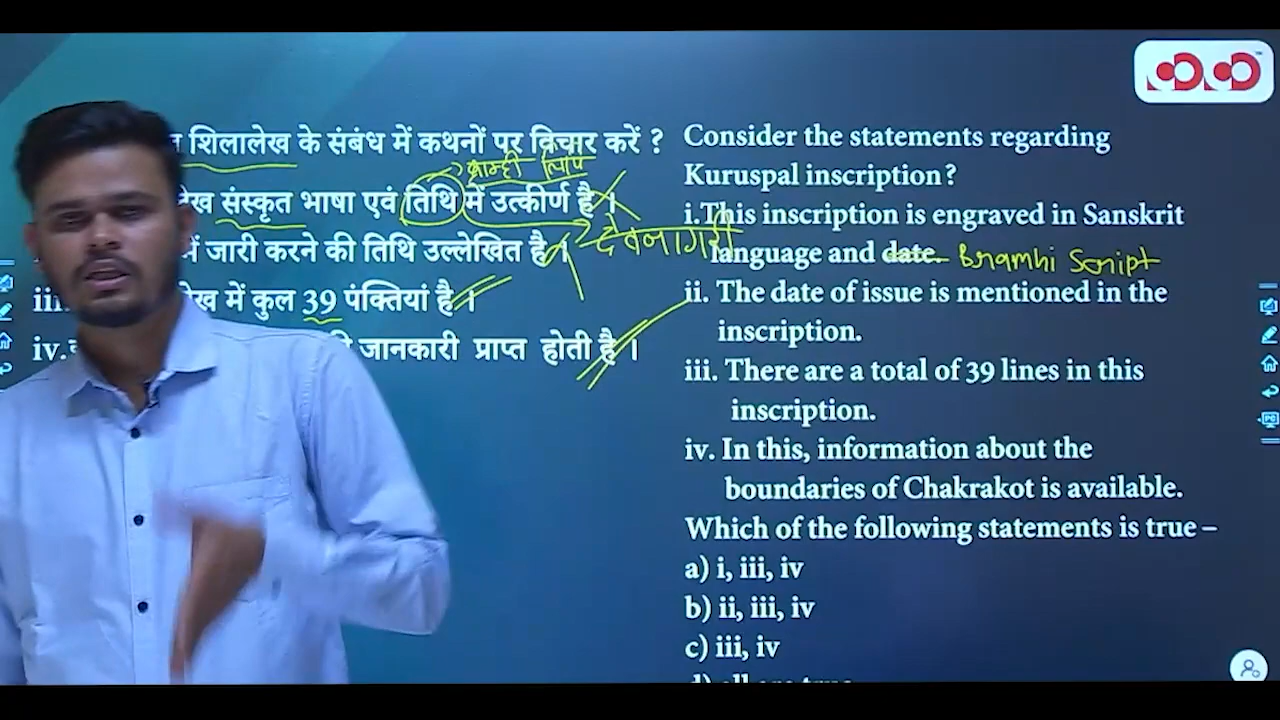 शिलालेख के संबंध में कथनों पर विचार करें ?
ब्राम्ही लिपि
संस्कृत भाषा एवं तिथि में उत्कीर्ण है ।
देवनागरी
में जारी करने की तिथि उल्लेखित है ।
में कुल 39 पंक्तियां है ।
iv.
जानकारी प्राप्त होती है ।
Consider the statements regarding
Kuruspal inscription?
i.This inscription is engraved in Sanskrit
language and date. Bramhi Script
ii. The date of issue is mentioned in the
inscription.
iii. There are a total of 39 lines in this
inscription.
iv. In this, information about the
boundaries of Chakrakot is available.
Which of the following statements is true –
a) i, iii, iv
b) ii, iii, iv
c) iii, iv